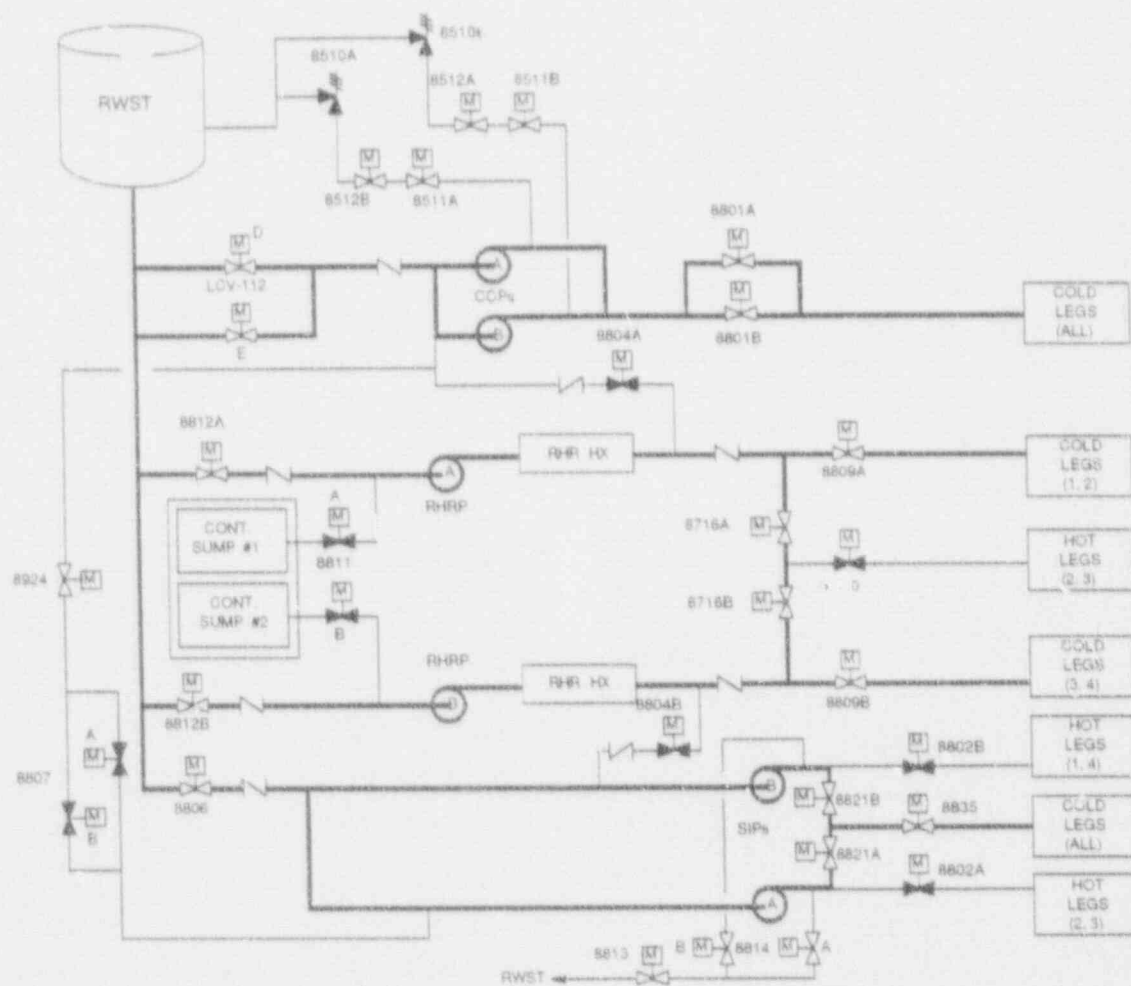 RWST
8510A
8512A
8511B
M
M
M
M
8512B
8511A
M
D
LCV-112
M
E
A
CCPs
B
8801A
M
M
8801B
8804A
M
COLD
LEGS
(ALL)
8812A
M
A
RHRP
RHR HX
M
8809A
COLD
LEGS
(1, 2)
CONT.
SUMP #1
A
M
8811
8716A
M
M
HOT
LEGS
(2, 3)
8924
M
CONT.
SUMP #2
M
B
8716B
M
RHRP
B
RHR HX
M
8812B
8804B
M
M
8809B
COLD
LEGS
(3, 4)
A
M
8807
M
B
M
8806
B
SIPs
M
8821B
M
8802B
HOT
LEGS
(1, 4)
M
8835
COLD
LEGS
(ALL)
M
8821A
A
M
8802A
HOT
LEGS
(2, 3)
8813
M
B
M
8814
M
A
RWST